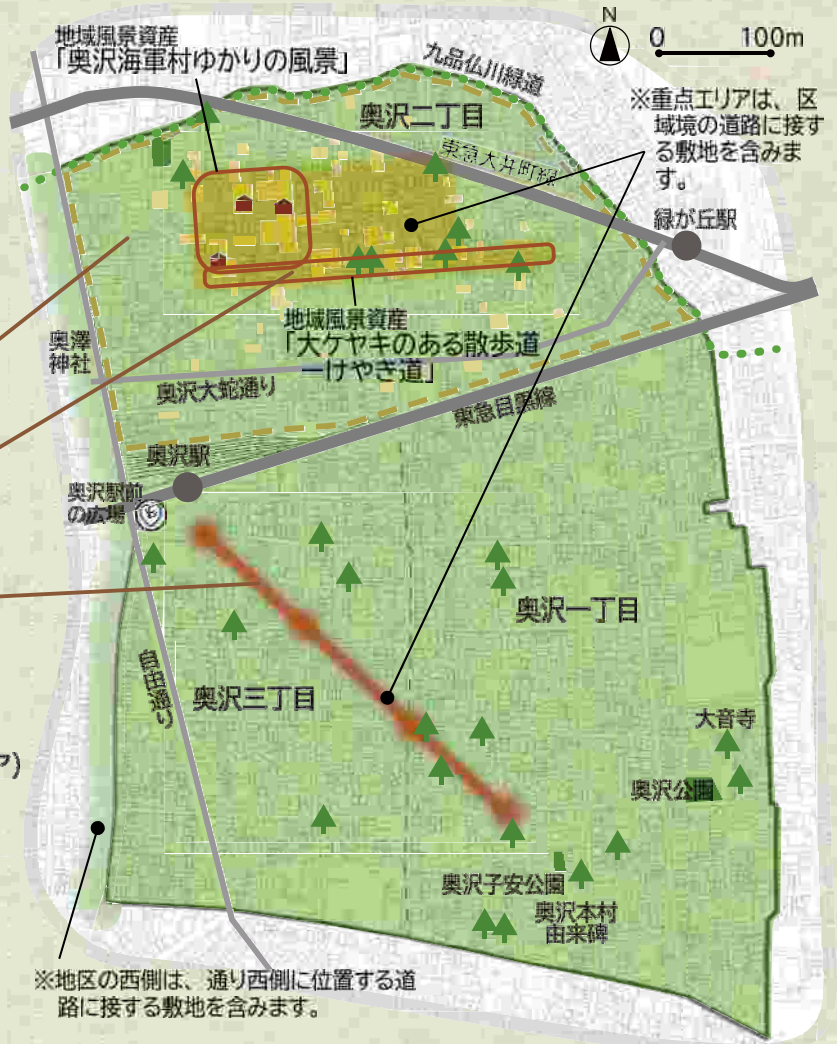 地域風景資産
「奥沢海軍村ゆかりの風景」
九品仏川緑道
N
0 100m
※重点エリアは、区
域境の道路に接す
る敷地を含みま
す。
奥沢二丁目
東急大井町線
緑が丘駅
地域風景資産
「大ケヤキのある散歩道
ーけやき道」
奥澤
神社
奥沢大蛇通り
東急目黒線
奥沢駅
奥沢駅前
の広場
奥沢一丁目
自由通り
奥沢三丁目
大音寺
ア)
奥沢公園
奥沢子安公園
奥沢本村
由来碑
※地区の西側は、通り西側に位置する道
路に接する敷地を含みます。